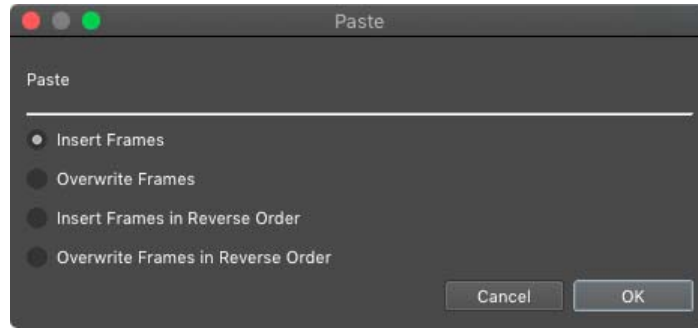 Paste
Paste
Insert Frames
Overwrite Frames
Insert Frames in Reverse Order
Overwrite Frames in Reverse Order
Cancel OK